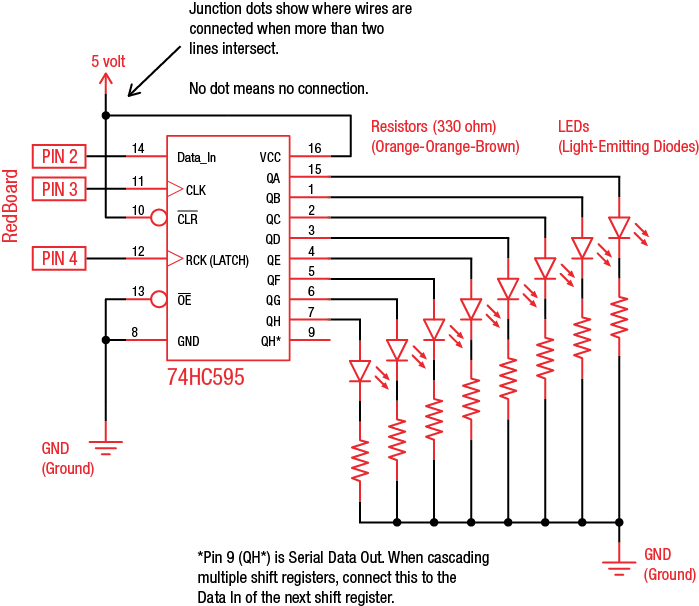 Junction dots show where wires are
connected when more than two
lines intersect.
No dot means no connection.
5 volt
Resistors (330 ohm)
(Orange-Orange-Brown)
LEDs
(Light-Emitting Diodes)
RedBoard
PIN 2
PIN 3
PIN 4
14
11
10
12
13
8
Data_In
CLK
CLR
RCK (LATCH)
OE
GND
VCC
QA
QB
QC
QD
QE
QF
QG
QH
QH*
16
15
1
2
3
4
5
6
7
9
74HC595
GND
(Ground)
GND
(Ground)
*Pin 9 (QH*) is Serial Data Out. When cascading
multiple shift registers, connect this to the
Data In of the next shift register.